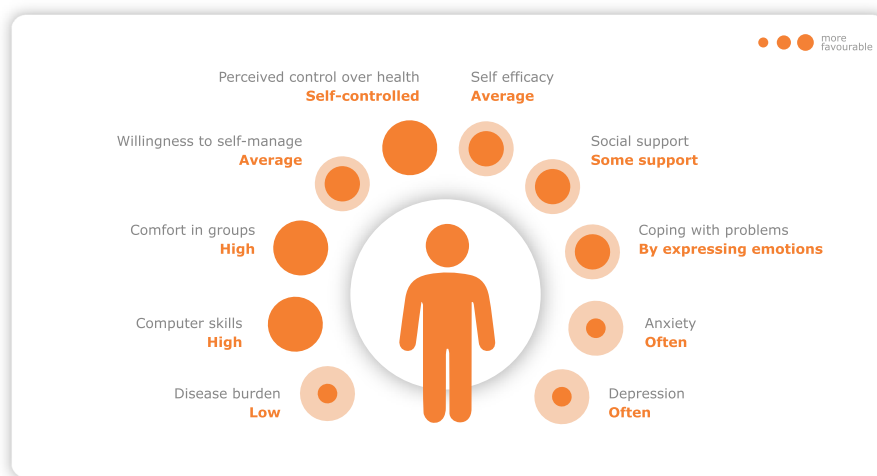 more
favourable
Perceived control over health
Self-controlled
Self efficacy
Average
Willingness to self-manage
Average
Social support
Some support
Comfort in groups
High
Coping with problems
By expressing emotions
Computer skills
High
Anxiety
Often
Disease burden
Low
Depression
Often